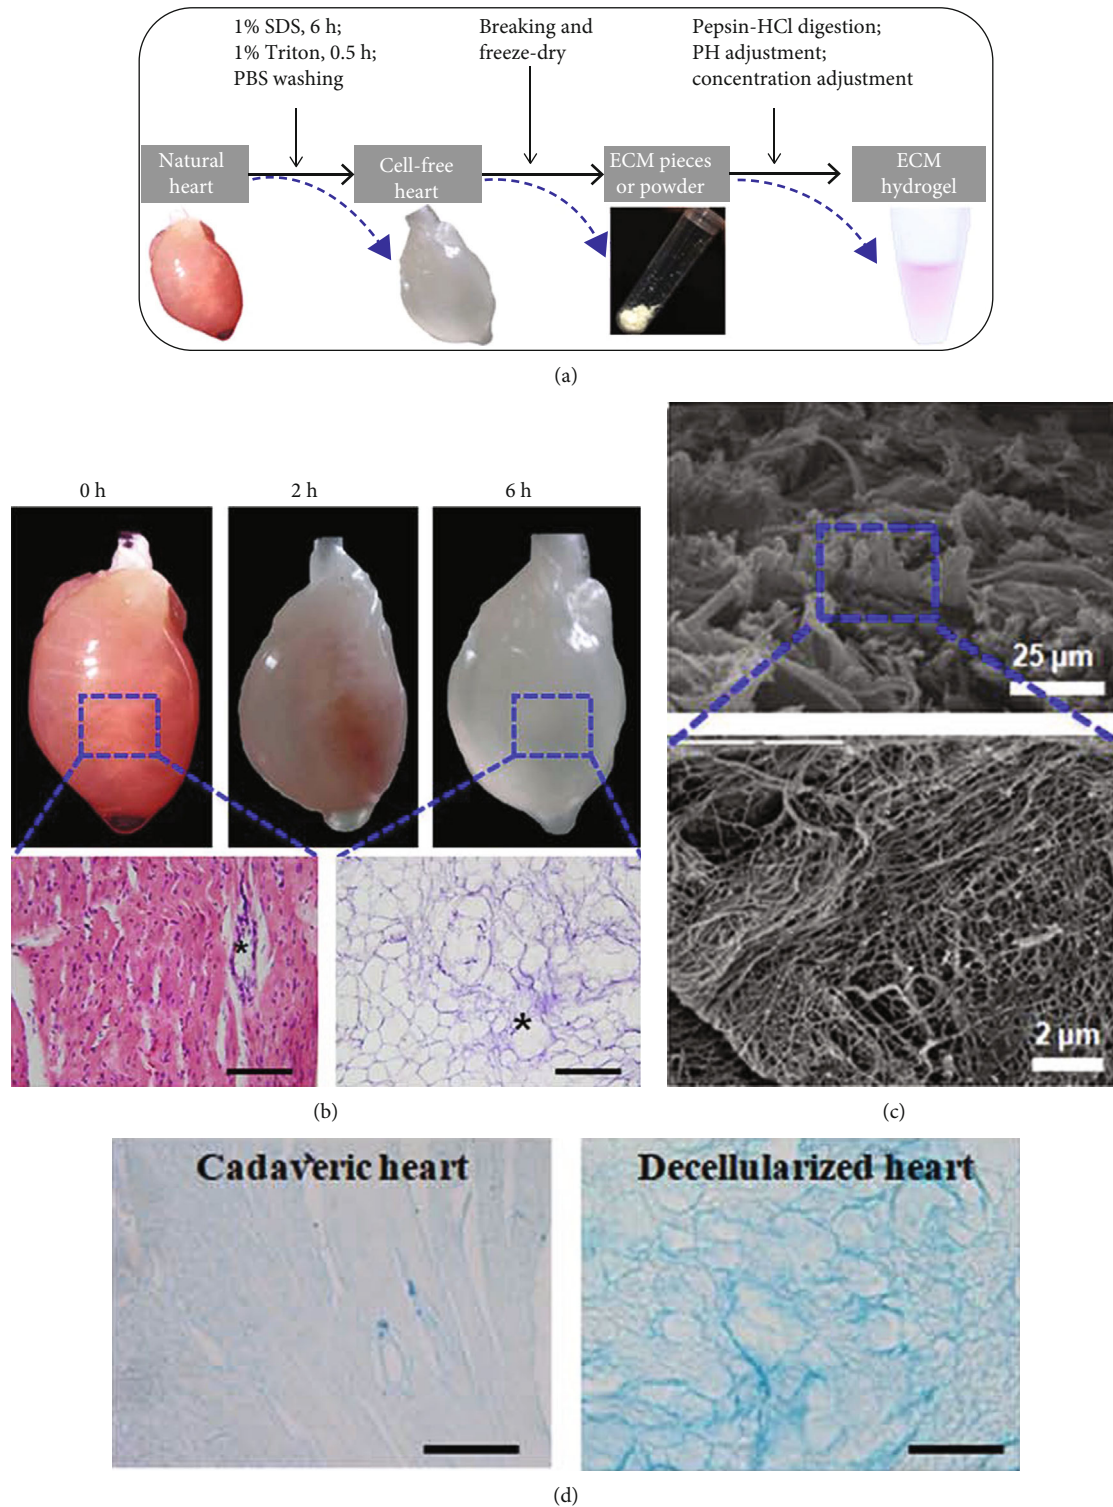 1% SDS, 6 h;
1% Triton, 0.5 h;
PBS washing
Breaking and
freeze-dry
Pepsin-HCl digestion;
PH adjustment;
concentration adjustment
Natural
heart
Cell-free
heart
ECM pieces
or powder
ECM
hydrogel
(a)
0 h
2 h
6 h
*
*
(b)
25 µm
2 µm
(c)
Cadaveric heart
Decellularized heart
(d)